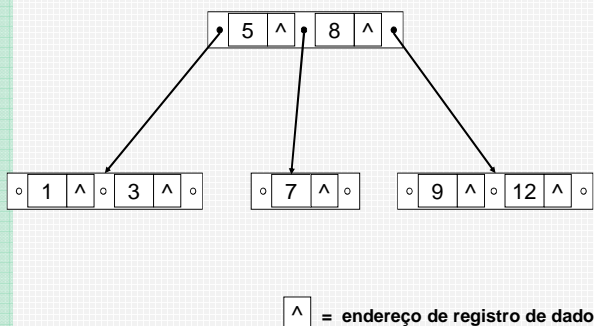 5 ^ 8 ^
1 ^ 3 ^ 7 ^ 9 ^ 12 ^
^ = endereço de registro de dado